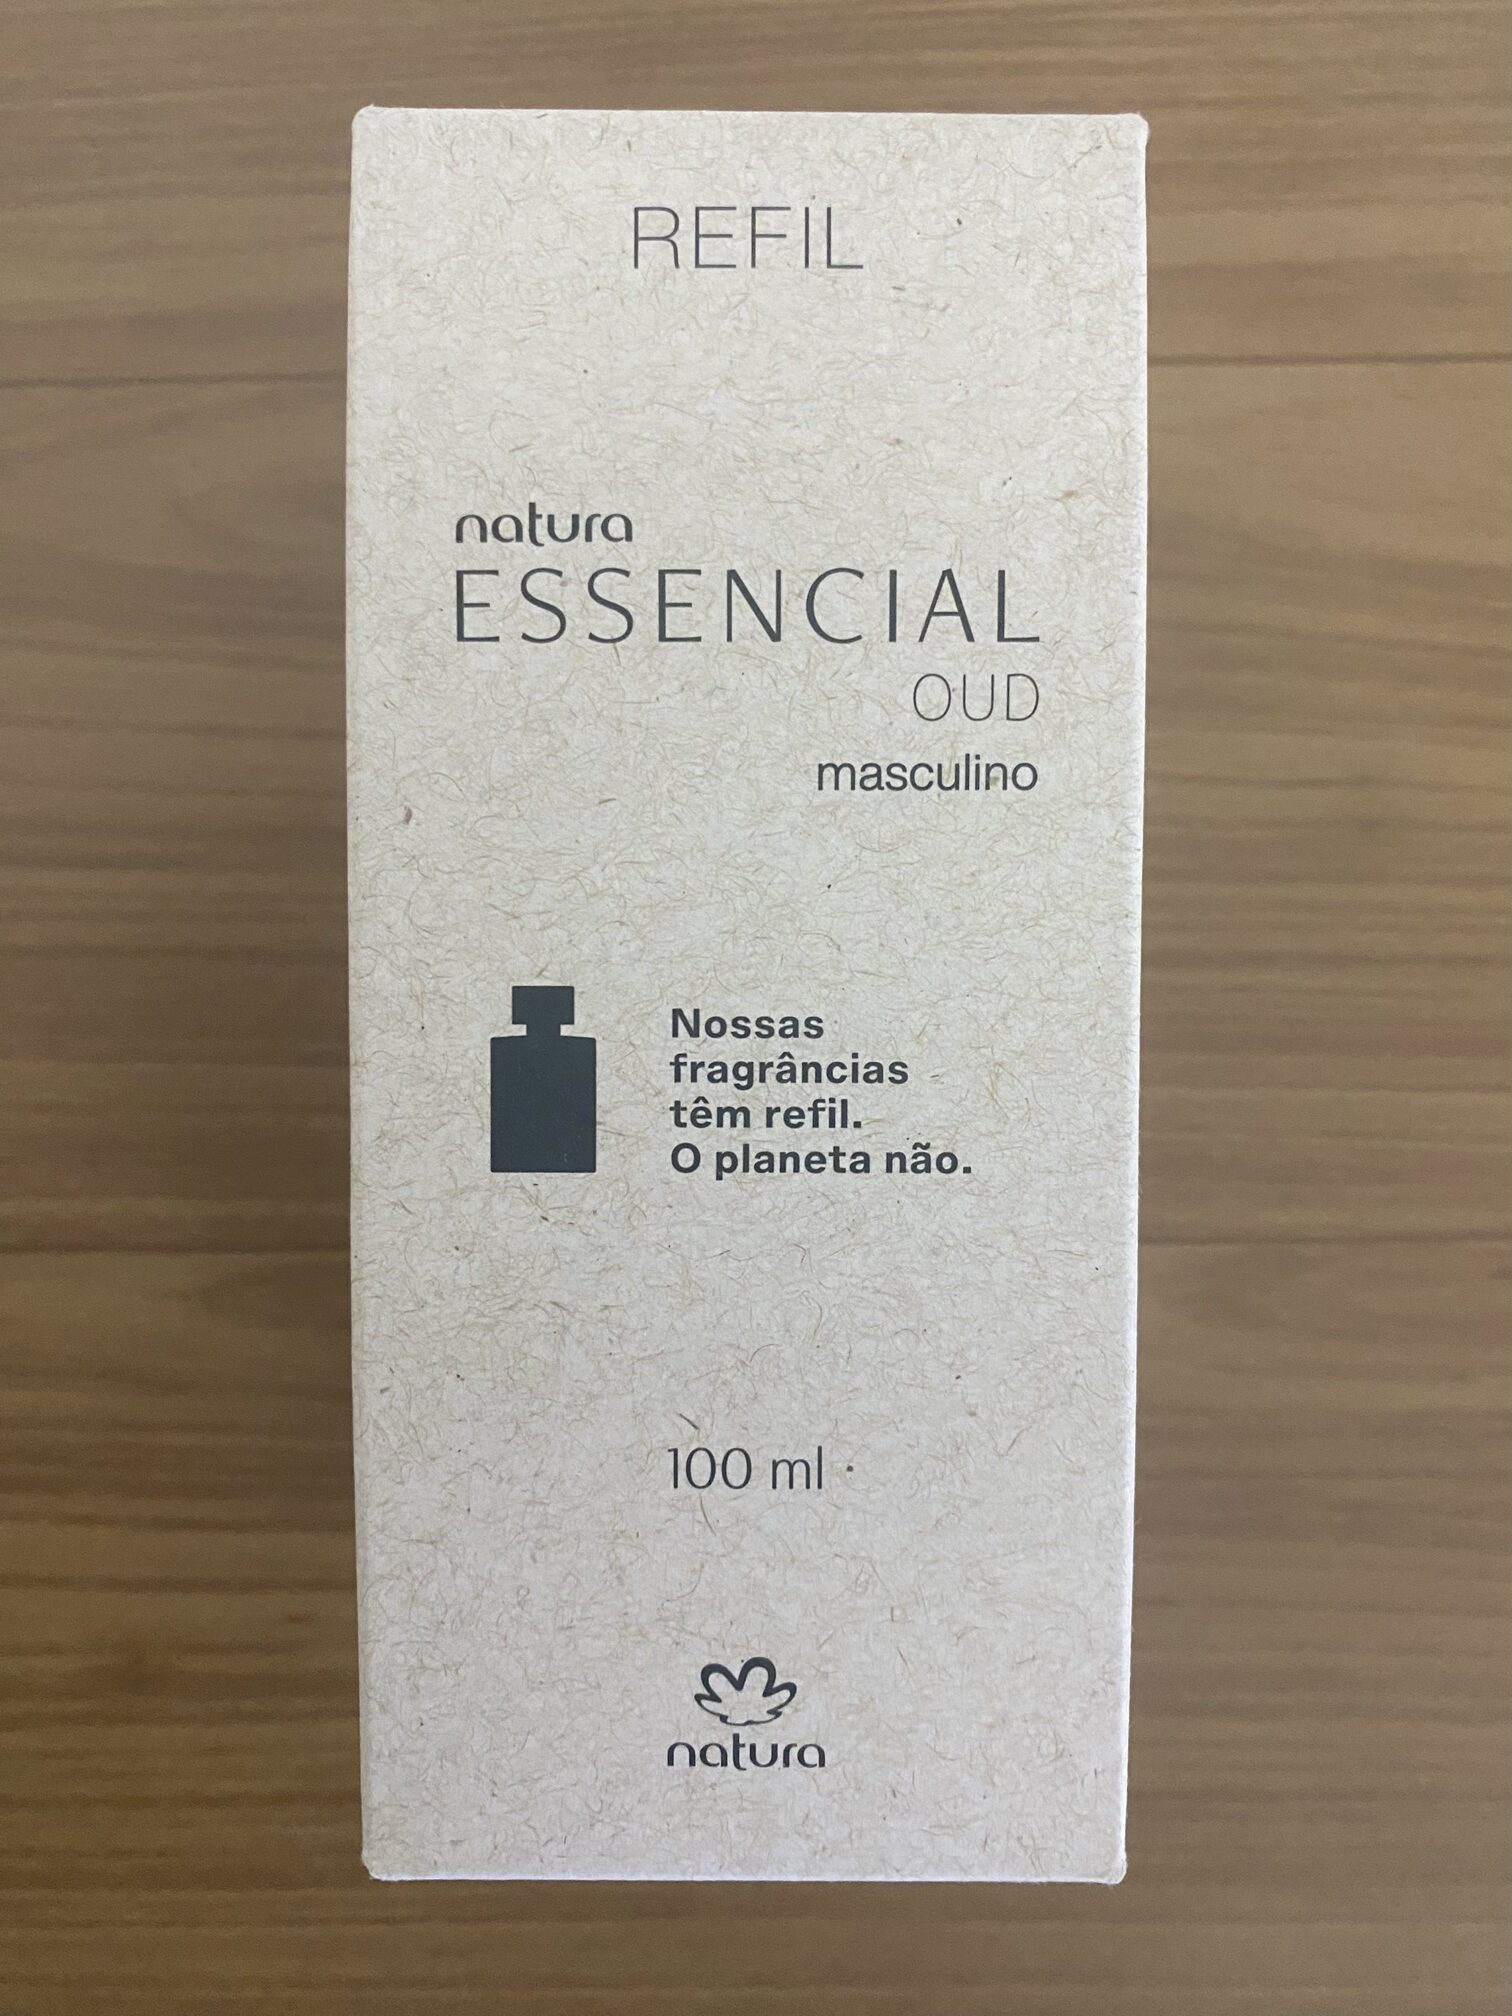 REFIL
natura
ESSENCIAL
OUD
masculino
Nossas
fragrâncias
têm refil.
O planeta não.
100 ml
natura